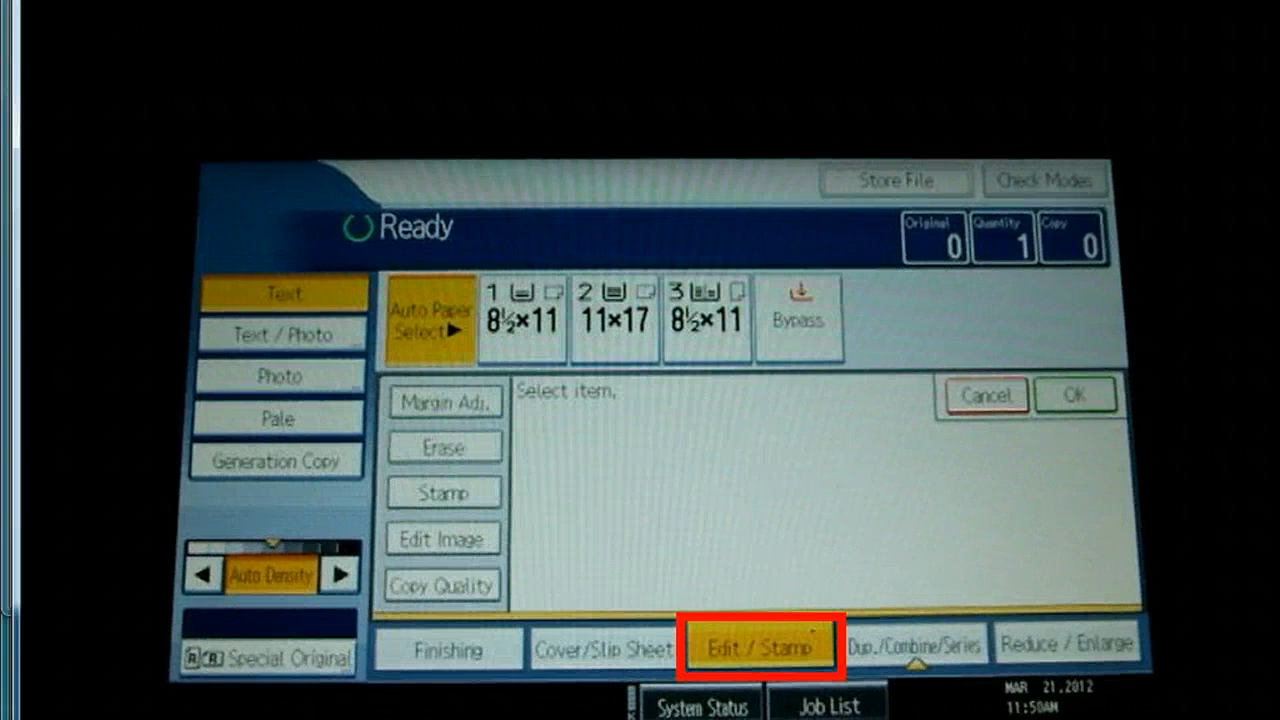 Store File
Check Modes
Ready
Original
0
Quantity
1
Copy
0
Text
Text / Photo
Photo
Pale
Generation Copy
Auto Paper
Select▶
1
8½×11
2
11×17
3
8½×11
Bypass
Margin Adj.
Erase
Stamp
Edit Image
Copy Quality
Select item.
Cancel
OK
◀ Auto Density ▶
Special Original
Finishing
Cover/Slip Sheet
Edit / Stamp
Dup./Combine/Series
Reduce / Enlarge
System Status
Job List
MAR 21,2012
11:50AM